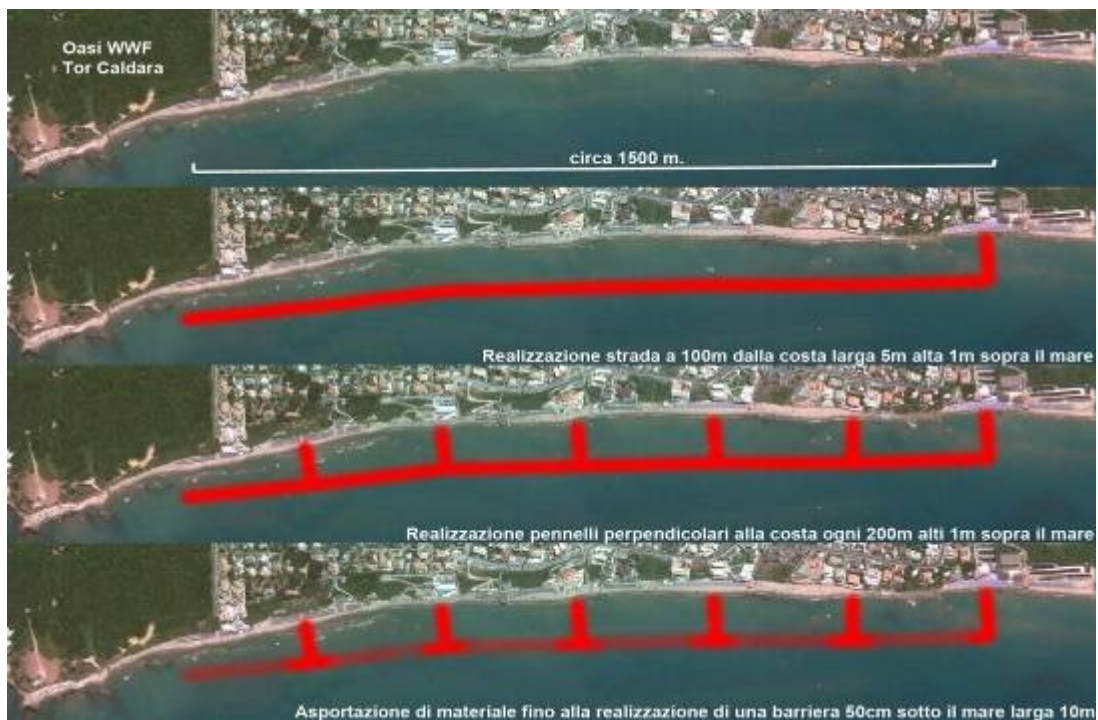 Oasi WWF
Tor Caldara
circa 1500 m.
Realizzazione strada a 100m dalla costa larga 5m alta 1m sopra il mare
Realizzazione pennelli perpendicolari alla costa ogni 200m alti 1m sopra il mare
Asportazione di materiale fino alla realizzazione di una barriera 50cm sotto il mare larga 10m